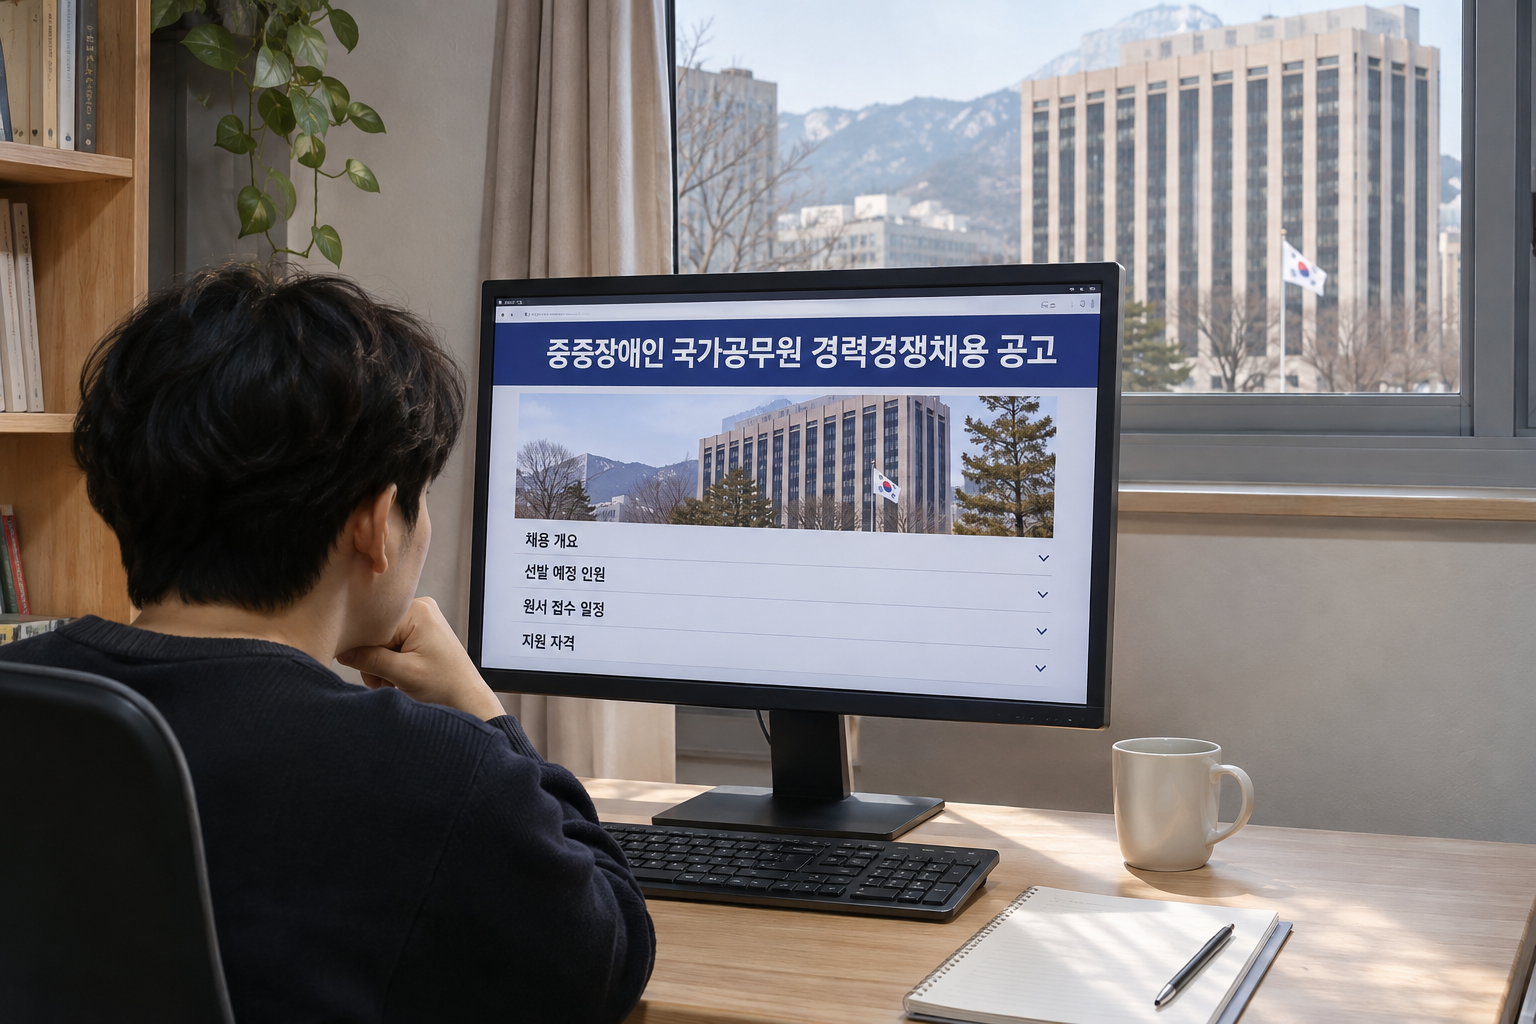 중중장애인 국가공무원 경력경쟁채용 공고
채용 개요
선발 예정 인원
원서 접수 일정
지원 자격